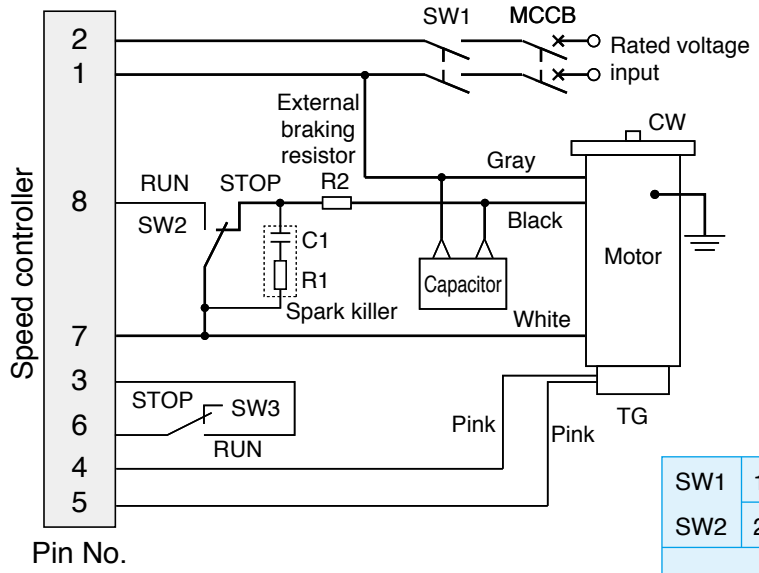 SW1 MCCB
2
Rated voltage
input
1
External
braking
resistor
CW
Gray
RUN STOP R2
8
SW2
Black
C1
Motor
R1
Capacitor
Spark killer
White
7
3
STOP SW3
6
RUN
Pink
Pink
TG
4
5
Speed controller
Pin No.
SW1 1
SW2 2